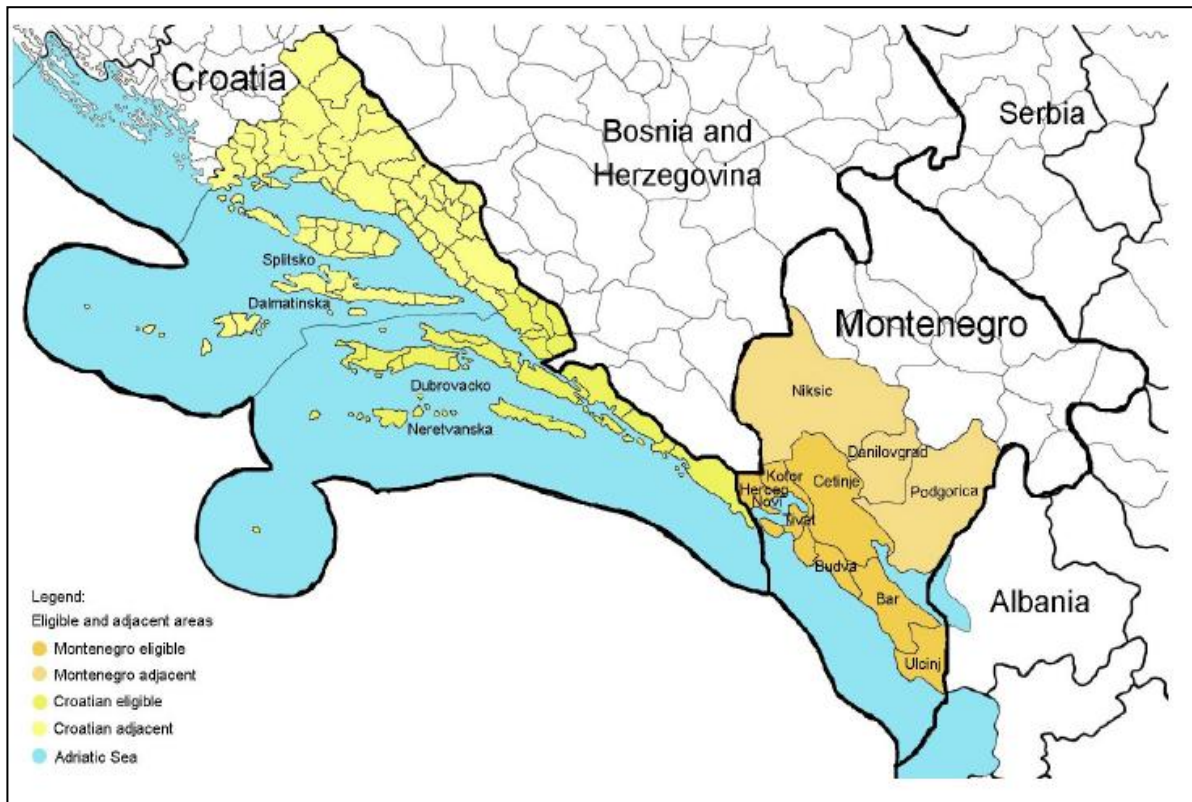 Croatia
Bosnia and
Herzegovina
Serbia
Splitsko
Dalmatinska
Montenegro
Dubrovacko
Neretvanska
Niksic
Danilovgrad
Kotor
Cetinje
Podgorica
Herceg
Novi
Tivat
Budva
Bar
Ulcinj
Albania
Legend:
Eligible and adjacent areas
Montenegro eligible
Montenegro adjacent
Croatian eligible
Croatian adjacent
Adriatic Sea